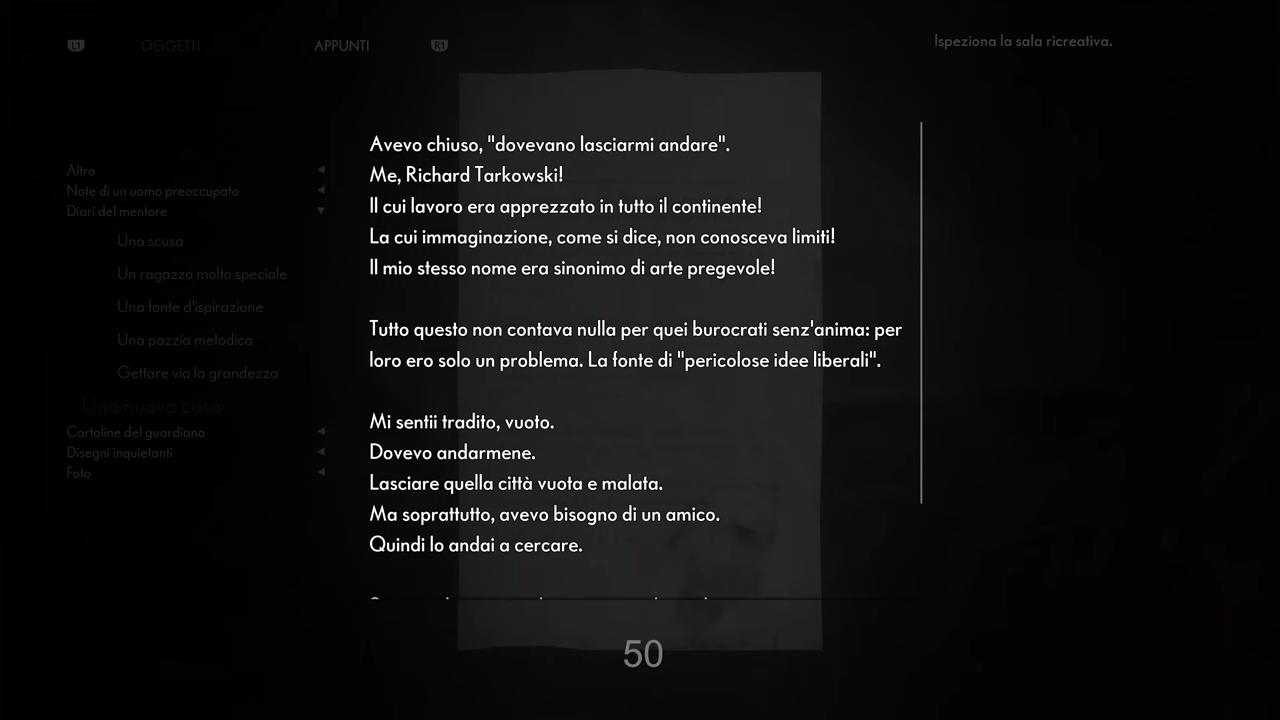 L1
OGGETTI
APPUNTI
R1
Ispeziona la sala ricreativa.
Altro
Note di un uomo preoccupato
Diari del mentore
Una scusa
Un ragazzo molto speciale
Una fonte d'ispirazione
Una pazzia metodica
Gettare via la grandezza
Una nuova casa
Cartoline del guardiano
Disegni inquietanti
Foto
Avevo chiuso, "dovevano lasciarmi andare".
Me, Richard Tarkowski!
Il cui lavoro era apprezzato in tutto il continente!
La cui immaginazione, come si dice, non conosceva limiti!
Il mio stesso nome era sinonimo di arte pregevole!
Tutto questo non contava nulla per quei burocrati senz'anima: per
loro ero solo un problema. La fonte di "pericolose idee liberali".
Mi sentii tradito, vuoto.
Dovevo andarmene.
Lasciare quella città vuota e malata.
Ma soprattutto, avevo bisogno di un amico.
Quindi lo andai a cercare.
50